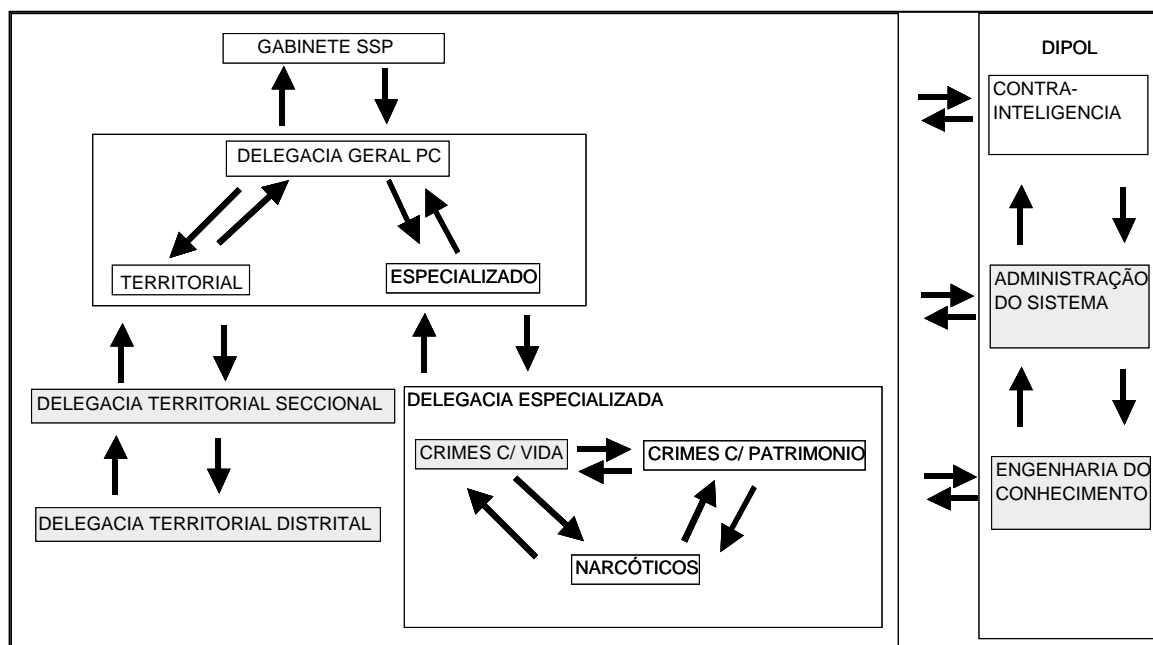 GABINETE SSP
DELEGACIA GERAL PC
TERRITORIAL
ESPECIALIZADO
DELEGACIA TERRITORIAL SECCIONAL
DELEGACIA TERRITORIAL DISTRITAL
DELEGACIA ESPECIALIZADA
CRIMES C/ VIDA
CRIMES C/ PATRIMONIO
NARCÓTICOS
DIPOL
CONTRA-
INTELIGENCIA
ADMINISTRAÇÃO
DO SISTEMA
ENGENHARIA DO
CONHECIMENTO